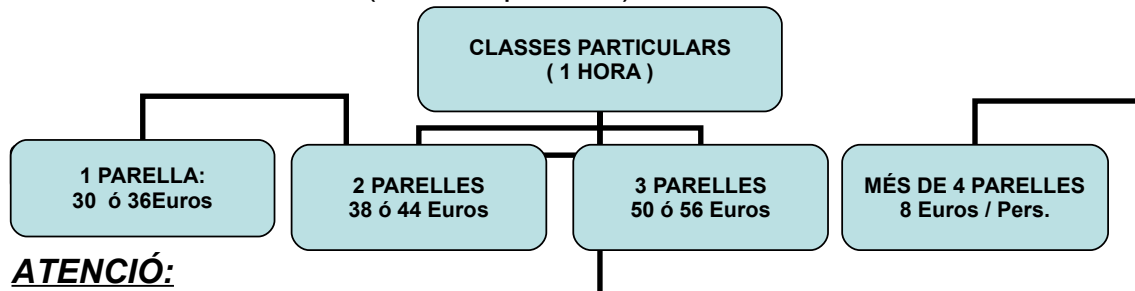 CLASSES PARTICULARS
( 1 HORA )
1 PARELLA:
30 ó 36Euros
2 PARELLES
38 ó 44 Euros
3 PARELLES
50 ó 56 Euros
MÉS DE 4 PARELLES
8 Euros / Pers.
ATENCIÓ: